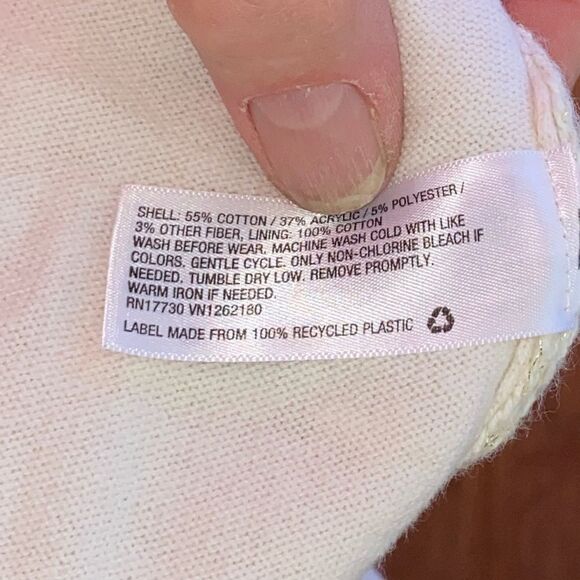 SHELL: 55% COTTON / 37% ACRYLIC / 5% POLYESTER /
3% OTHER FIBER, LINING: 100% COTTON
WASH BEFORE WEAR. MACHINE WASH COLD WITH LIKE
COLORS. GENTLE CYCLE. ONLY NON-CHLORINE BLEACH IF
NEEDED. TUMBLE DRY LOW. REMOVE PROMPTLY.
WARM IRON IF NEEDED.
RN17730 VN1262180
LABEL MADE FROM 100% RECYCLED PLASTIC